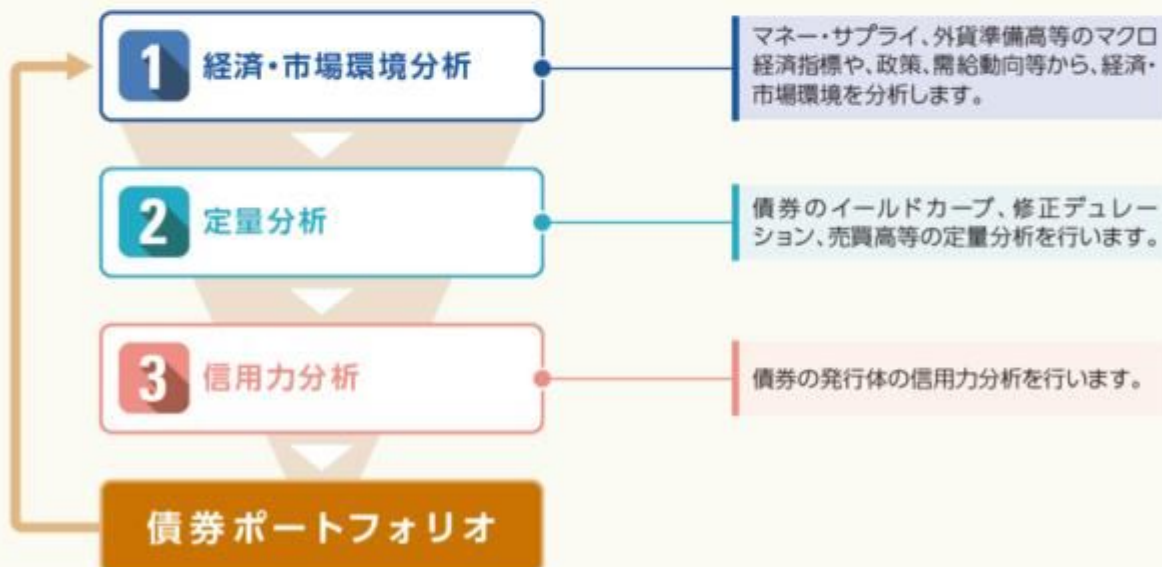 1 経済・市場環境分析
マネー・サプライ、外貨準備高等のマクロ
経済指標や、政策、需給動向等から、経済・
市場環境を分析します。
2 定量分析
債券のイールドカーブ、修正デュレー
ション、売買高等の定量分析を行います。
3 信用力分析
債券の発行体の信用力分析を行います。
債券ポートフォリオ